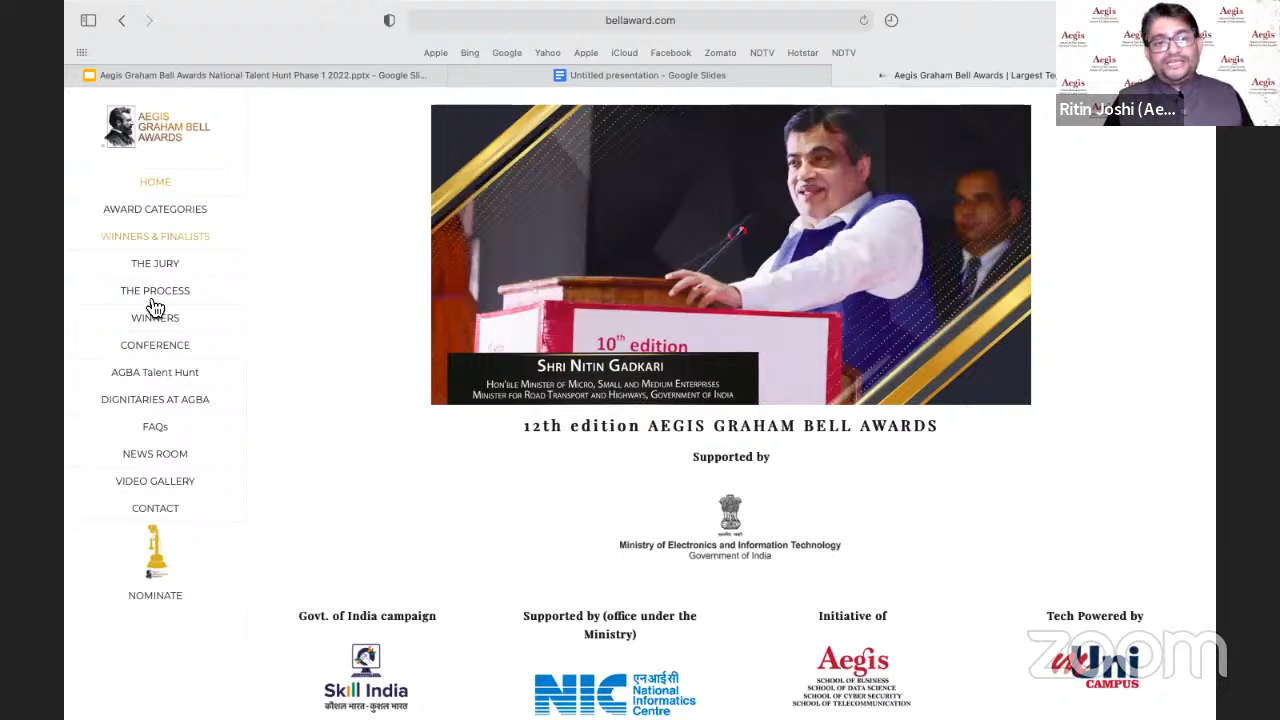 bellaward.com
Bing
Google
Yahoo
Apple
iCloud
Facebook
Zomato
NDTV
Hotstar
NDTV
Aegis Graham Bell Awards National Talent Hunt Phase 1 2022.pptx - Google Sli...
Untitled presentation - Google Slides
Aegis Graham Bell Awards | Largest Te
Ritin Joshi (Ae...
AEGIS
GRAHAM BELL
AWARDS
HOME
AWARD CATEGORIES
WINNERS & FINALISTS
THE JURY
THE PROCESS
WINNERS
CONFERENCE
AGBA Talent Hunt
DIGNITARIES AT AGBA
FAQs
NEWS ROOM
VIDEO GALLERY
CONTACT
NOMINATE
10th edition
SHRI NITIN GADKARI
HON'BLE MINISTER OF MICRO, SMALL AND MEDIUM ENTERPRISES
MINISTER FOR ROAD TRANSPORT AND HIGHWAYS, GOVERNMENT OF INDIA
12th edition AEGIS GRAHAM BELL AWARDS
Supported by
Ministry of Electronics and Information Technology
Government of India
Govt. of India campaign
Skill India
कौशल भारत-कुशल भारत
Supported by (office under the
Ministry)
NIC
एन आई सी
National
Informatics
Centre
Initiative of
Aegis
SCHOOL OF BUSINESS
SCHOOL OF DATA SCIENCE
SCHOOL OF CYBER SECURITY
SCHOOL OF TELECOMMUNICATION
Tech Powered by
muUni
CAMPUS
zoom